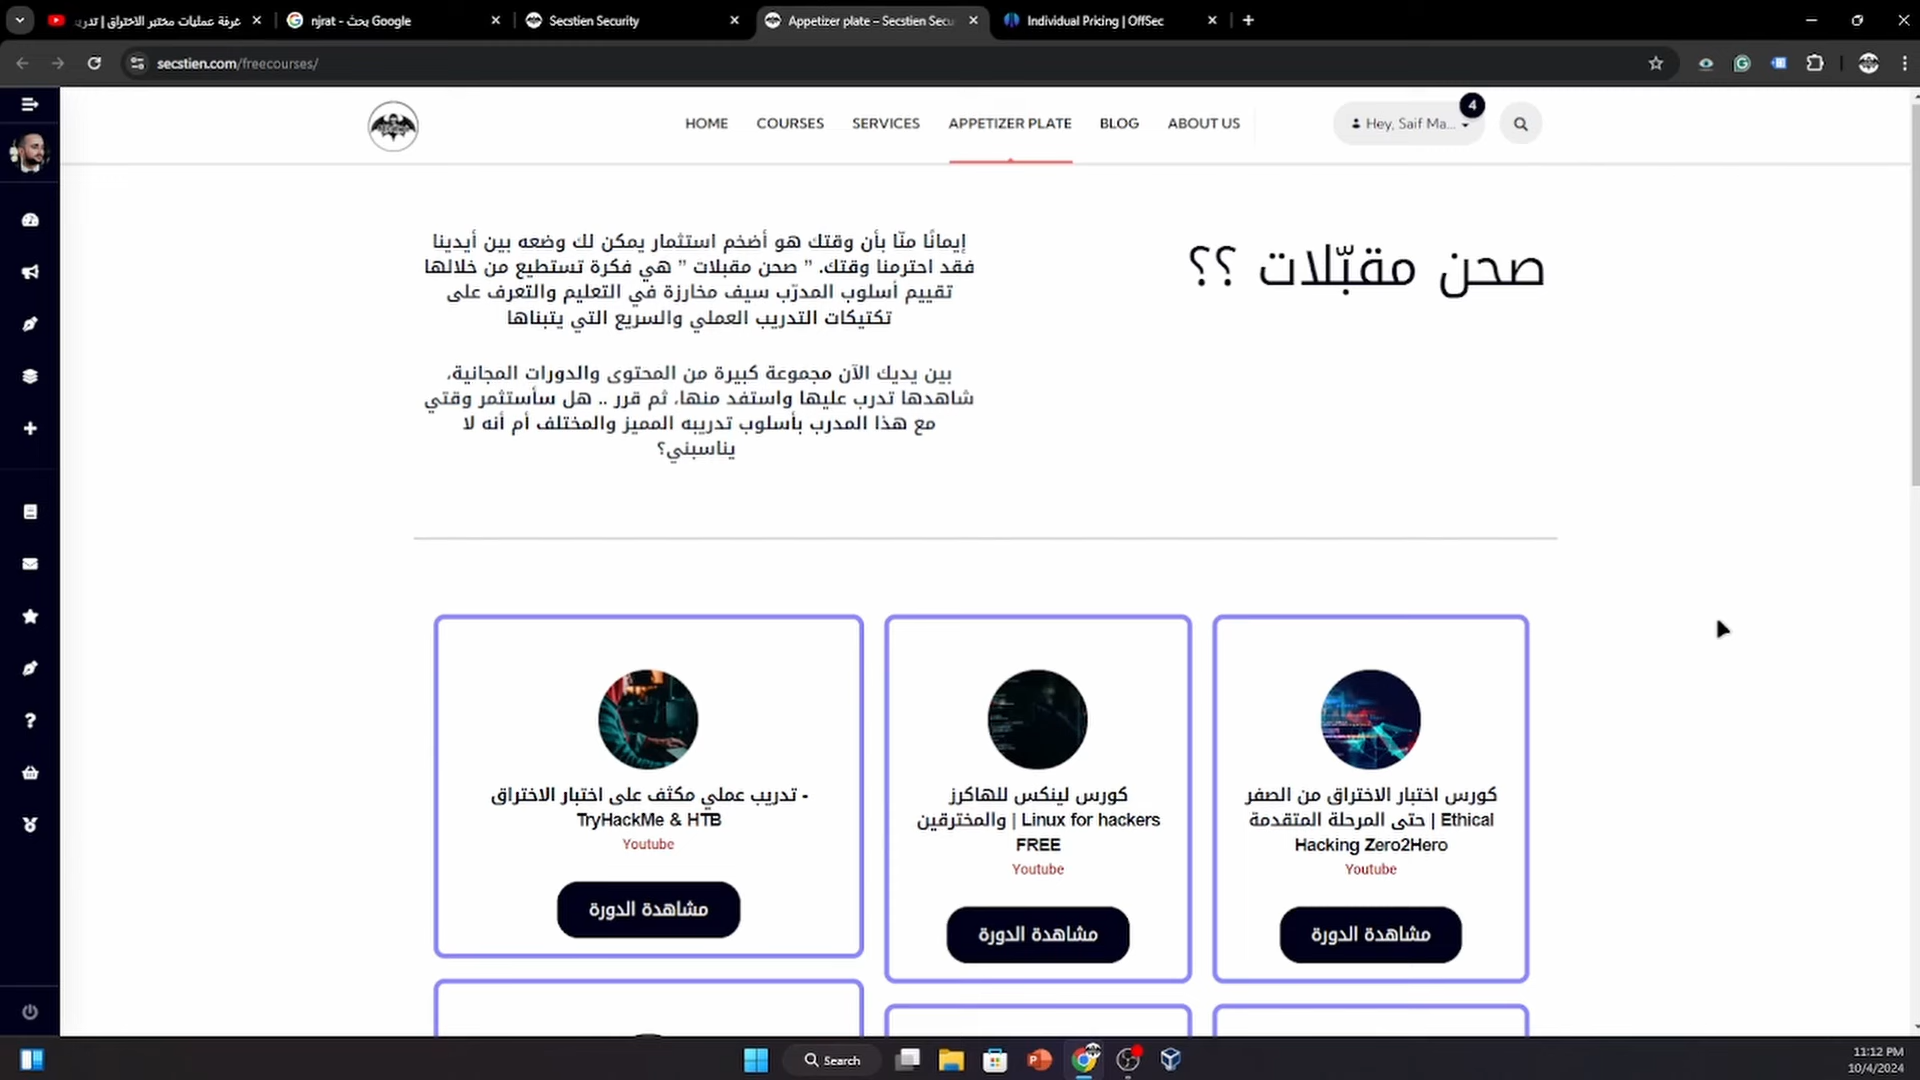 غرفة عمليات مختبر الاختراق | تدري
njrat - بحث Google
Secstien Security
Appetizer plate – Secstien Secu
Individual Pricing | OffSec
secstien.com/freecourses/
HOME
COURSES
SERVICES
APPETIZER PLATE
BLOG
ABOUT US
Hey, Saif Ma...
4
صحن مقبّلات ؟؟
إيمانًا منّا بأن وقتك هو أضخم استثمار يمكن لك وضعه بين أيدينا
فقد احترمنا وقتك. " صحن مقبلات " هي فكرة تستطيع من خلالها
تقييم أسلوب المدرّب سيف مخارزة في التعليم والتعرف على
تكتيكات التدريب العملي والسريع التي يتبناها
بين يديك الآن مجموعة كبيرة من المحتوى والدورات المجانية،
شاهدها تدرب عليها واستفد منها، ثم قرر .. هل سأستثمر وقتي
مع هذا المدرب بأسلوب تدريبه المميز والمختلف أم أنه لا
يناسبني؟
كورس اختبار الاختراق من الصفر
حتى المرحلة المتقدمة | Ethical
Hacking Zero2Hero
Youtube
مشاهدة الدورة
كورس لينكس للهاكرز
والمخترقين | Linux for hackers
FREE
Youtube
مشاهدة الدورة
تدريب عملي مكثف على اختبار الاختراق -
TryHackMe & HTB
Youtube
مشاهدة الدورة
Search
11:12 PM
10/4/2024